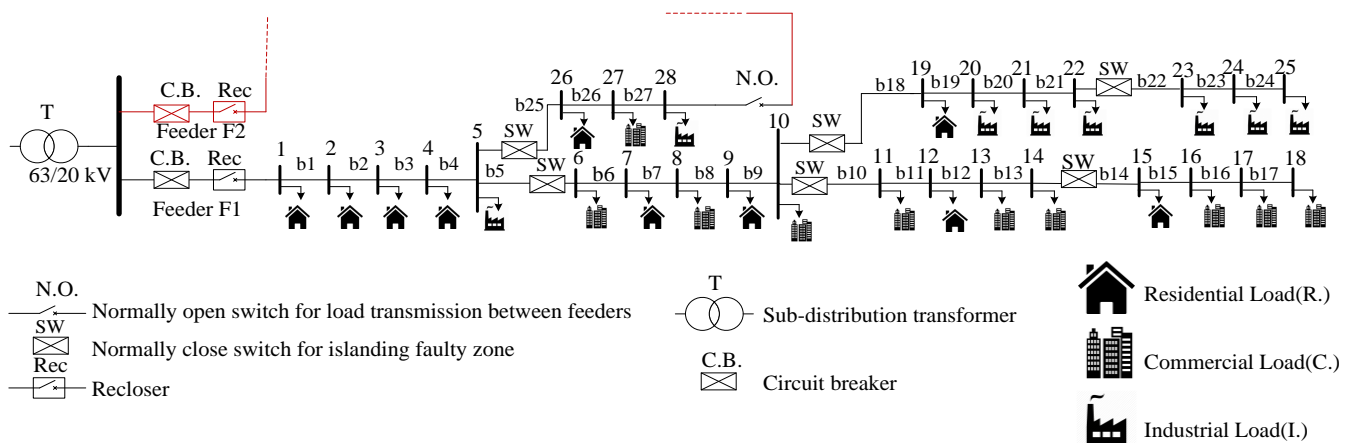 T
63/20 kV
C.B.
Rec
Feeder F2
C.B.
Rec
Feeder F1
1
b1
2
b2
3
b3
4
b4
5
b5
SW
b25
26
b26
27
b27
28
N.O.
SW
6
b6
7
b7
8
b8
9
b9
10
SW
b18
19
b19
20
b20
21
b21
22
SW
b22
23
b23
24
b24
25
SW
b10
11
b11
12
b12
13
b13
14
SW
b14
15
b15
16
b16
17
b17
18
N.O.
Normally open switch for load transmission between feeders
SW
Normally close switch for islanding faulty zone
Rec
Recloser
T
Sub-distribution transformer
C.B.
Circuit breaker
Residential Load(R.)
Commercial Load(C.)
Industrial Load(I.)